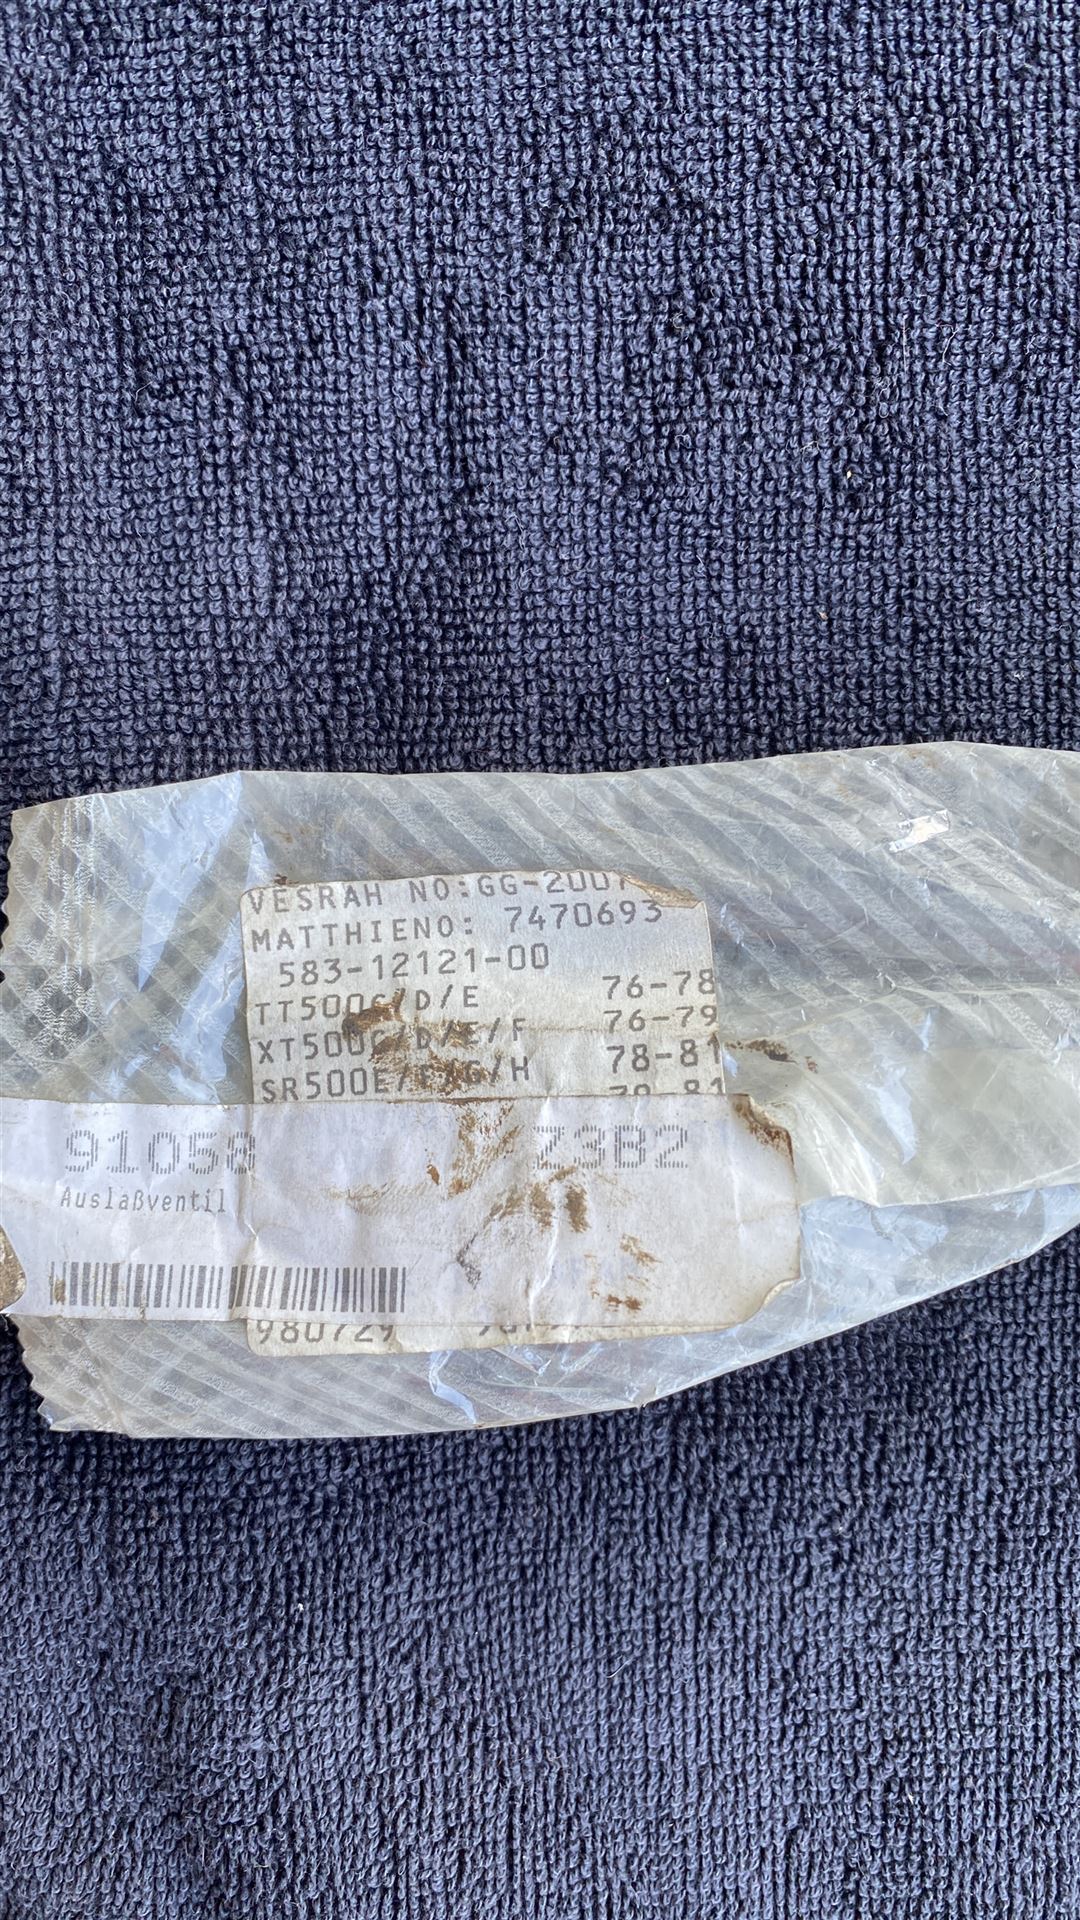 VESRAH NO:GG-2007
MATTHIENO: 7470693
583-12121-00
TT500C/D/E 76-78
XT500C/D/E/F 76-79
SR500E/F/G/H 78-81
91058 Z3B2
Auslaßventil
980729